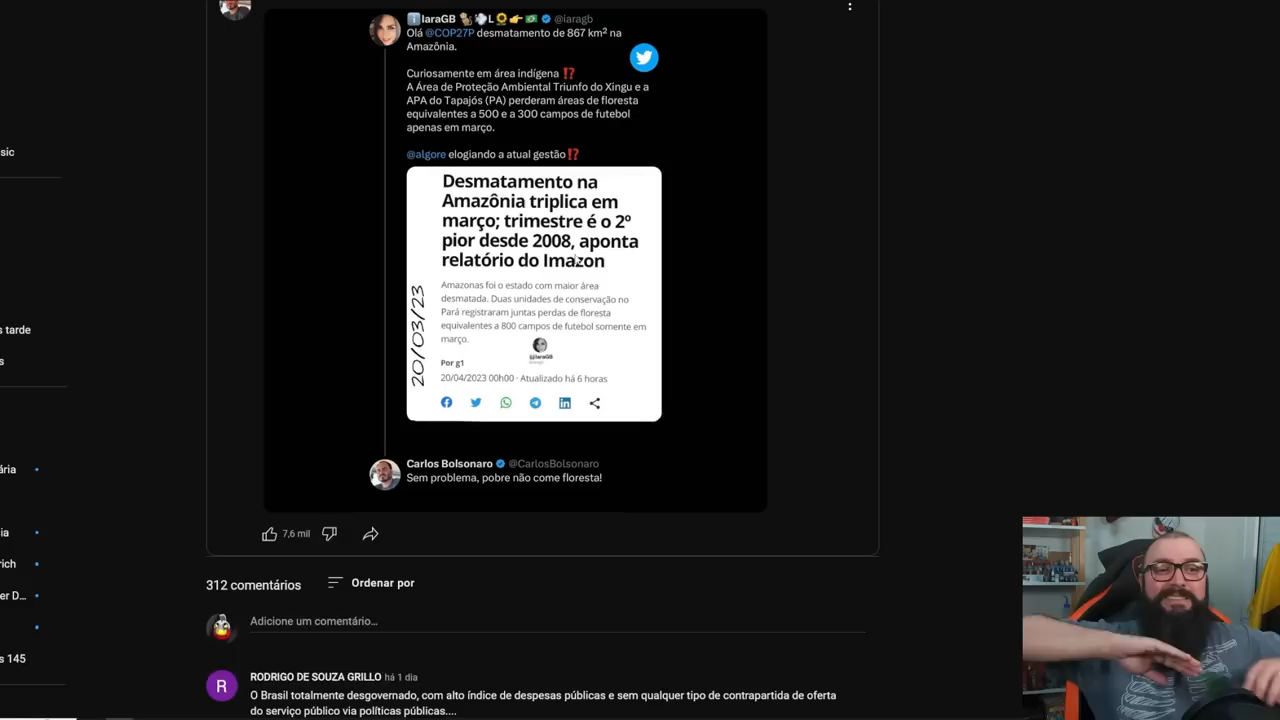 IaraGB L @iaragb
Olá @COP27P desmatamento de 867 km² na
Amazônia.
Curiosamente em área indígena ⁉️
A Área de Proteção Ambiental Triunfo do Xingu e a
APA do Tapajós (PA) perderam áreas de floresta
equivalentes a 500 e a 300 campos de futebol
apenas em março.
@algore elogiando a atual gestão⁉️
Desmatamento na
Amazônia triplica em
março; trimestre é o 2º
pior desde 2008, aponta
relatório do Imazon
Amazonas foi o estado com maior área
desmatada. Duas unidades de conservação no
Pará registraram juntas perdas de floresta
equivalentes a 800 campos de futebol somente em
março.
20/03/23
@IaraGB
Por g1
20/04/2023 00h00 · Atualizado há 6 horas
Carlos Bolsonaro @CarlosBolsonaro
Sem problema, pobre não come floresta!
7,6 mil
312 comentários
Ordenar por
Adicione um comentário...
RODRIGO DE SOUZA GRILLO há 1 dia
O Brasil totalmente desgovernado, com alto índice de despesas públicas e sem qualquer tipo de contrapartida de oferta
do serviço público via políticas públicas....
sic
s tarde
s
ária
ia
rich
er D...
s 145